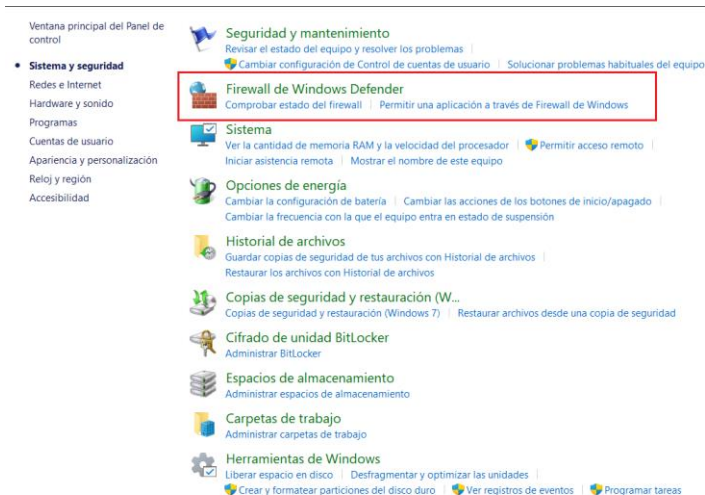 Ventana principal del Panel de
control
Sistema y seguridad
Redes e Internet
Hardware y sonido
Programas
Cuentas de usuario
Apariencia y personalización
Reloj y región
Accesibilidad
Seguridad y mantenimiento
Revisar el estado del equipo y resolver los problemas
Cambiar configuración de Control de cuentas de usuario Solucionar problemas habituales del equipo
Firewall de Windows Defender
Comprobar estado del firewall Permitir una aplicación a través de Firewall de Windows
Sistema
Ver la cantidad de memoria RAM y la velocidad del procesador Permitir acceso remoto
Iniciar asistencia remota Mostrar el nombre de este equipo
Opciones de energía
Cambiar la configuración de batería Cambiar las acciones de los botones de inicio/apagado
Cambiar la frecuencia con la que el equipo entra en estado de suspensión
Historial de archivos
Guardar copias de seguridad de tus archivos con Historial de archivos
Restaurar los archivos con Historial de archivos
Copias de seguridad y restauración (W...
Copias de seguridad y restauración (Windows 7) Restaurar archivos desde una copia de seguridad
Cifrado de unidad BitLocker
Administrar BitLocker
Espacios de almacenamiento
Administrar espacios de almacenamiento
Carpetas de trabajo
Administrar carpetas de trabajo
Herramientas de Windows
Liberar espacio en disco Desfragmentar y optimizar las unidades
Crear y formatear particiones del disco duro Ver registros de eventos Programar tareas